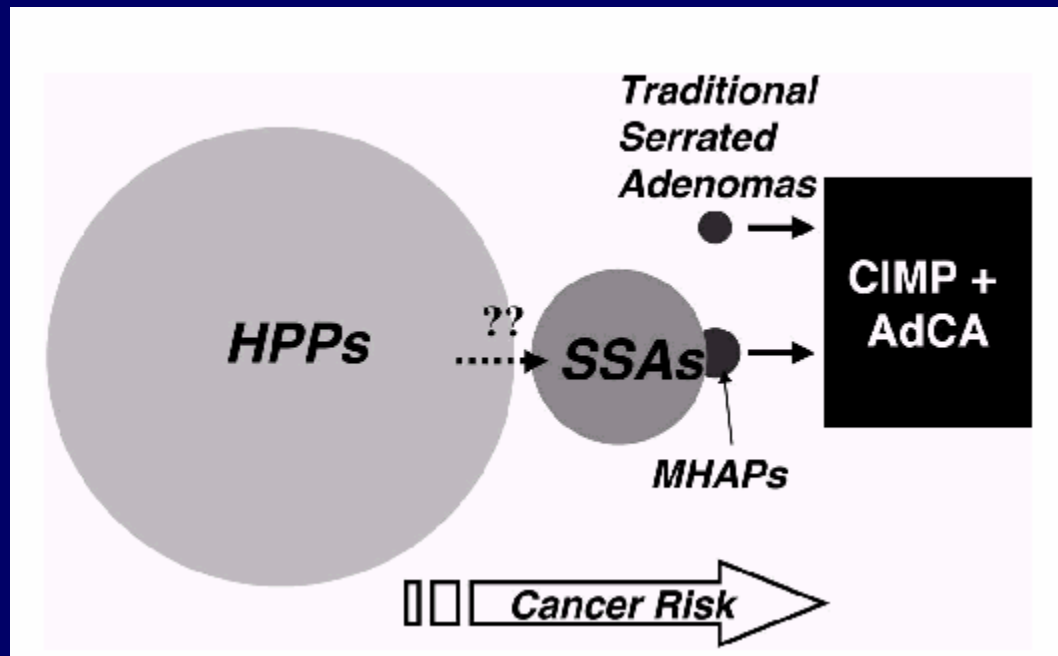 Traditional
Serrated
Adenomas
CIMP +
AdCA
HPPs
??
SSAs
MHAPs
Cancer Risk